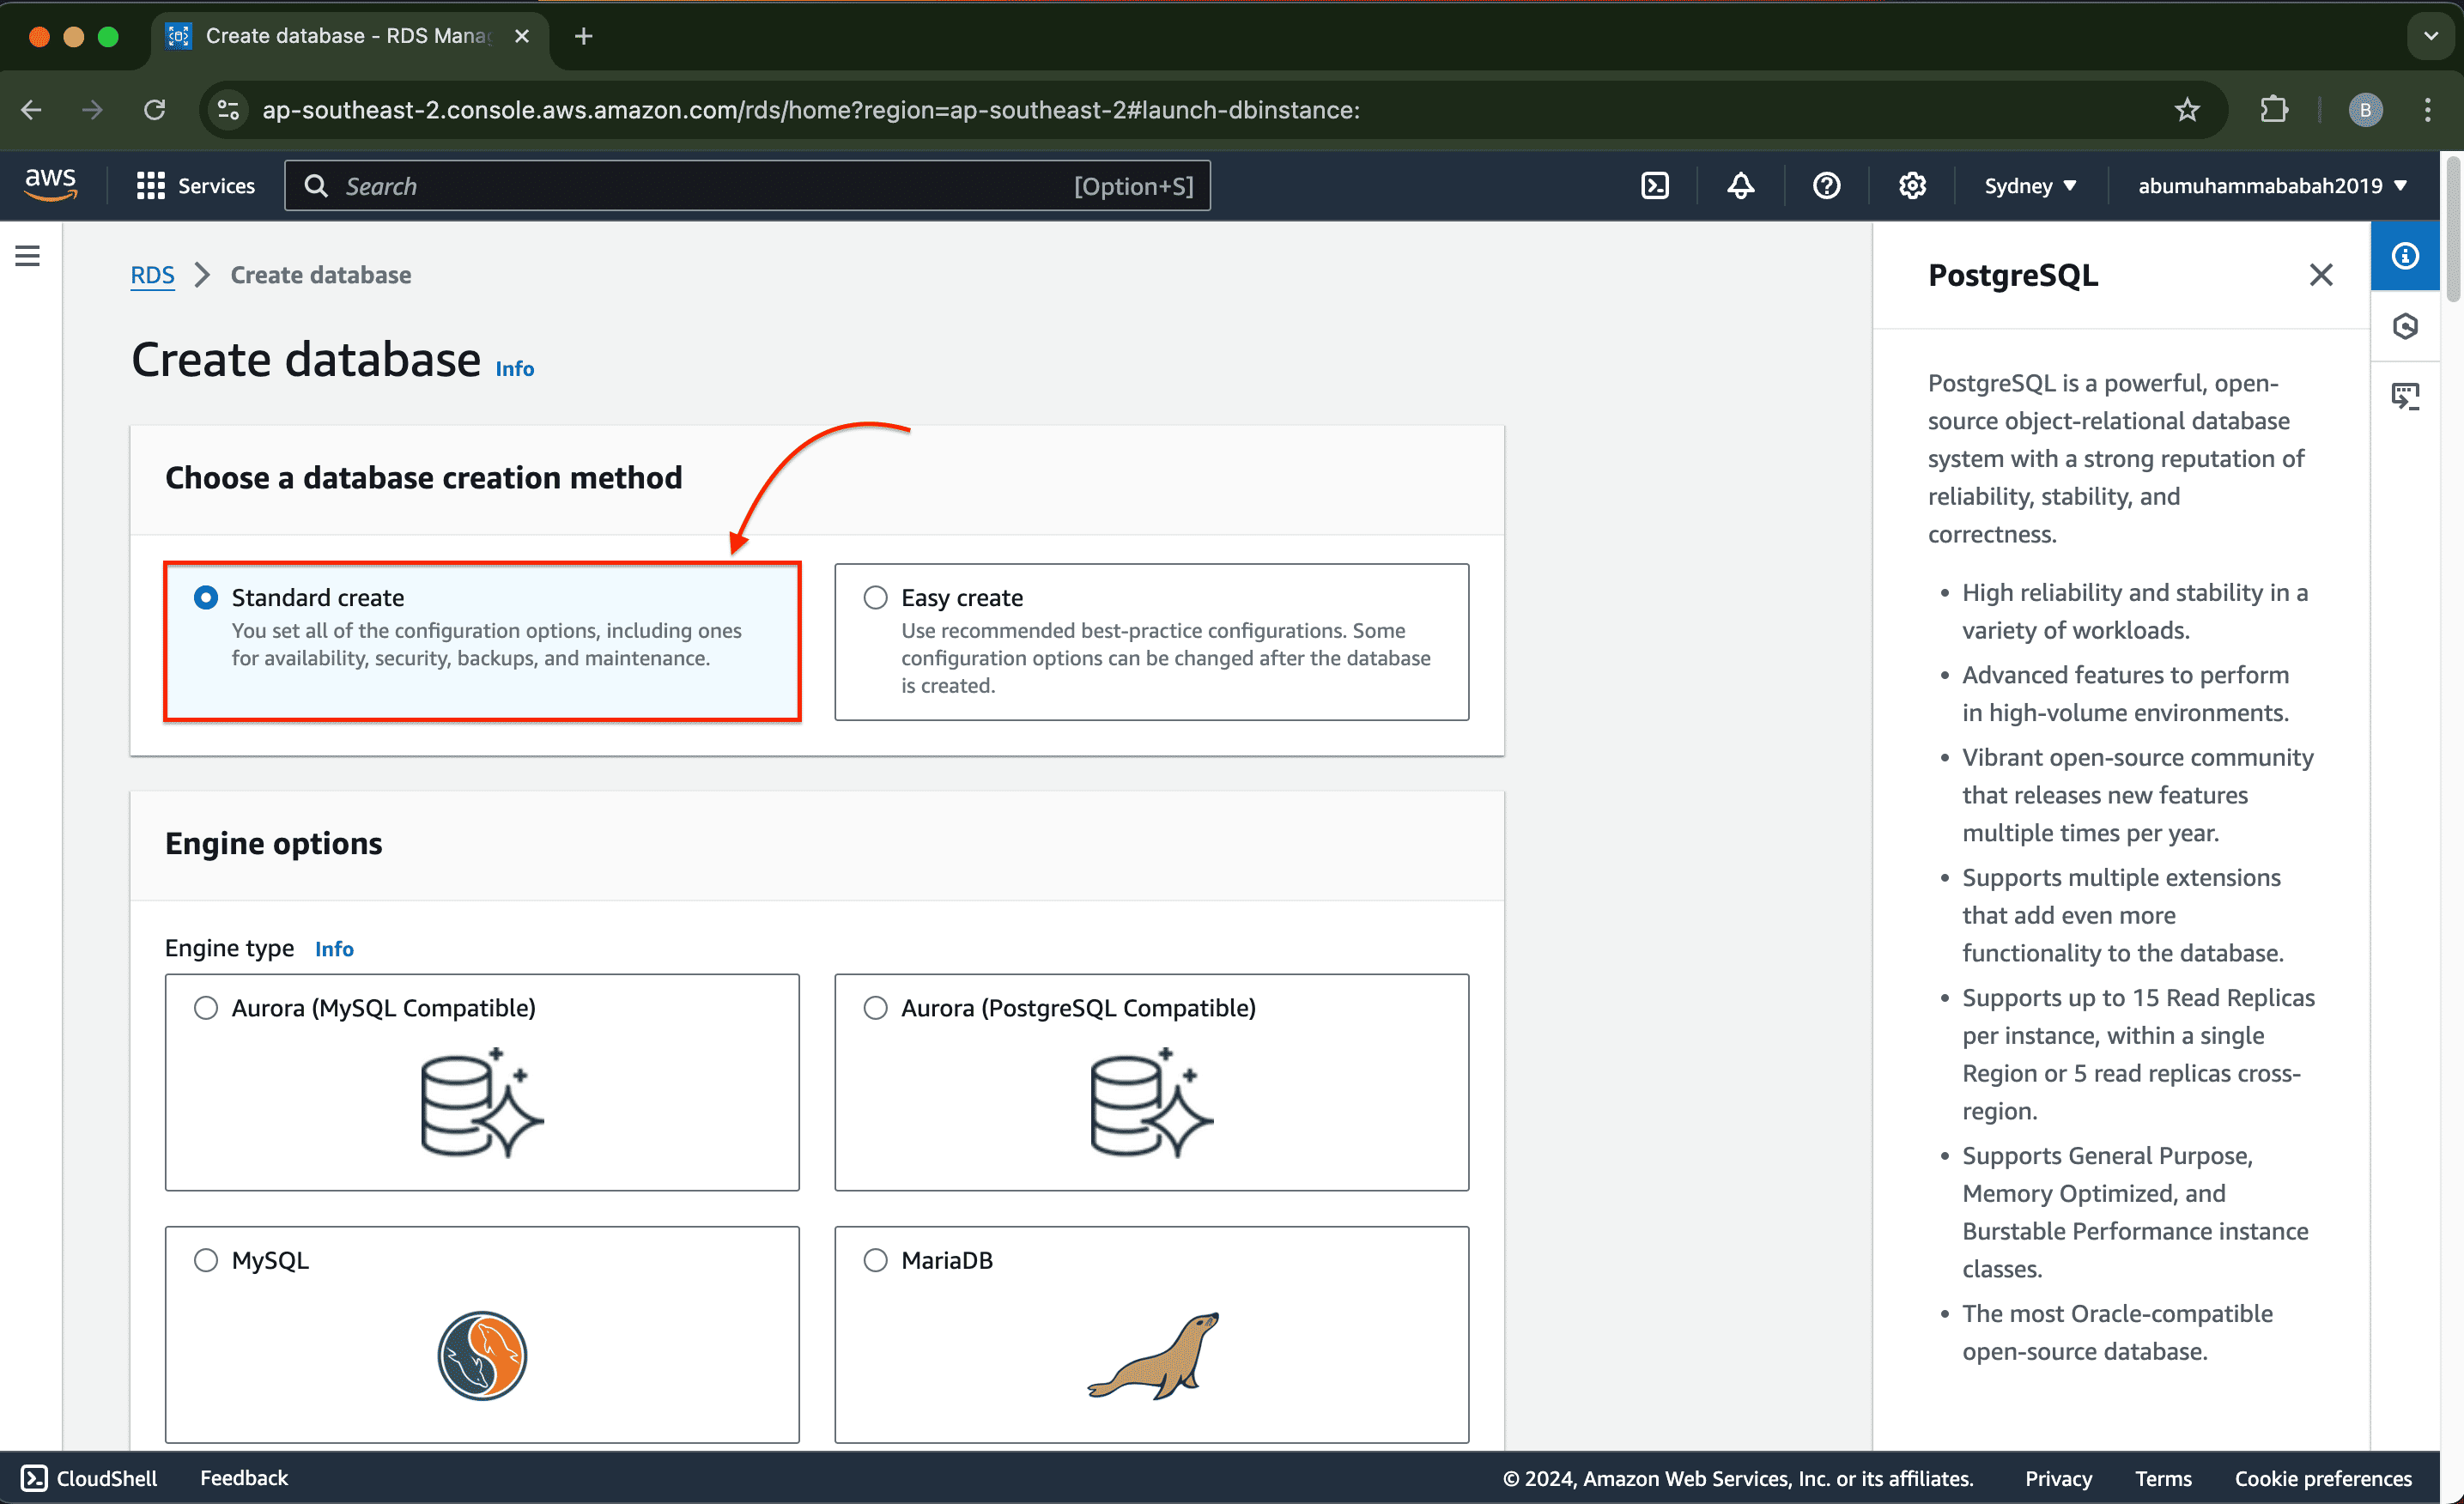 Create database - RDS Mana
ap-southeast-2.console.aws.amazon.com/rds/home?region=ap-southeast-2#launch-dbinstance:
B
aws
Services
Search
[Option+S]
Sydney
abumuhammababah2019
RDS
Create database
Create database Info
Choose a database creation method
Standard create
You set all of the configuration options, including ones
for availability, security, backups, and maintenance.
Easy create
Use recommended best-practice configurations. Some
configuration options can be changed after the database
is created.
Engine options
Engine type Info
Aurora (MySQL Compatible)
Aurora (PostgreSQL Compatible)
MySQL
MariaDB
PostgreSQL
PostgreSQL is a powerful, open-
source object-relational database
system with a strong reputation of
reliability, stability, and
correctness.
• High reliability and stability in a
variety of workloads.
• Advanced features to perform
in high-volume environments.
• Vibrant open-source community
that releases new features
multiple times per year.
• Supports multiple extensions
that add even more
functionality to the database.
• Supports up to 15 Read Replicas
per instance, within a single
Region or 5 read replicas cross-
region.
• Supports General Purpose,
Memory Optimized, and
Burstable Performance instance
classes.
• The most Oracle-compatible
open-source database.
CloudShell
Feedback
© 2024, Amazon Web Services, Inc. or its affiliates.
Privacy
Terms
Cookie preferences